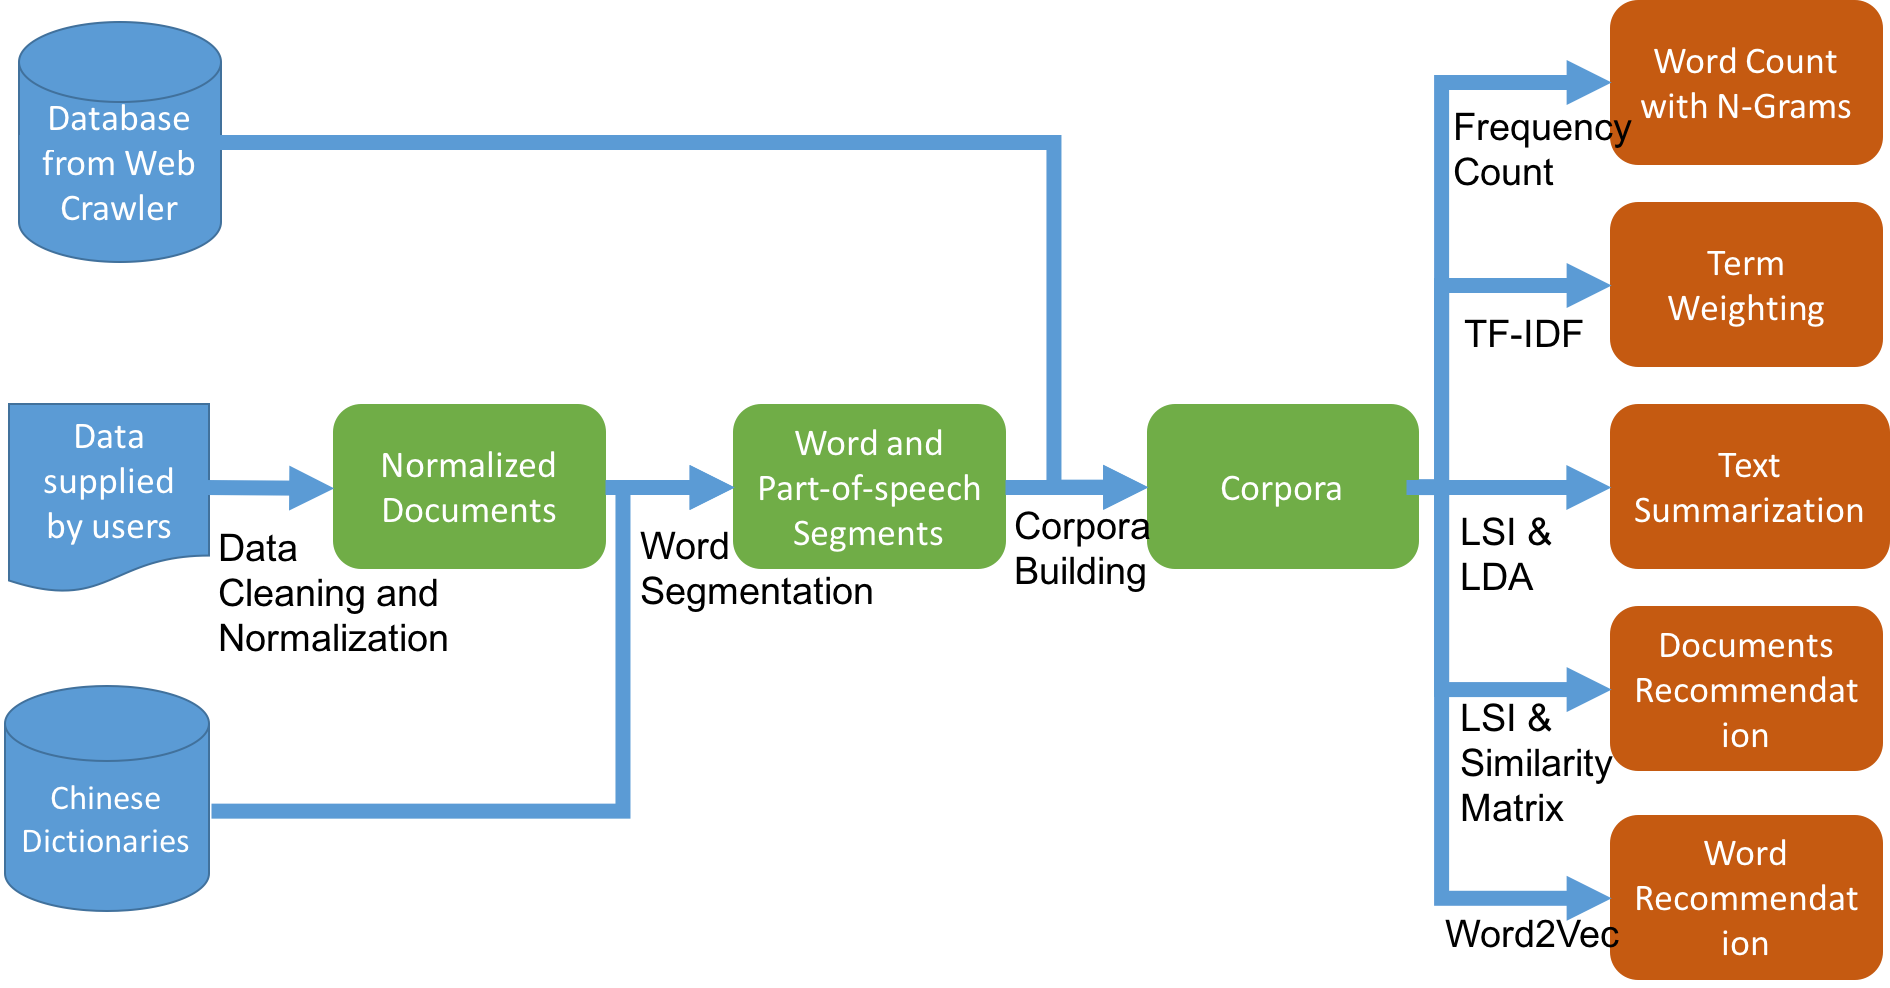 Database
from Web
Crawler
Data
supplied
by users
Chinese
Dictionaries
Data
Cleaning and
Normalization
Normalized
Documents
Word
Segmentation
Word and
Part-of-speech
Segments
Corpora
Building
Corpora
Frequency
Count
Word Count
with N-Grams
TF-IDF
Term
Weighting
LSI &
LDA
Text
Summarization
LSI &
Similarity
Matrix
Documents
Recommendat
ion
Word2Vec
Word
Recommendat
ion